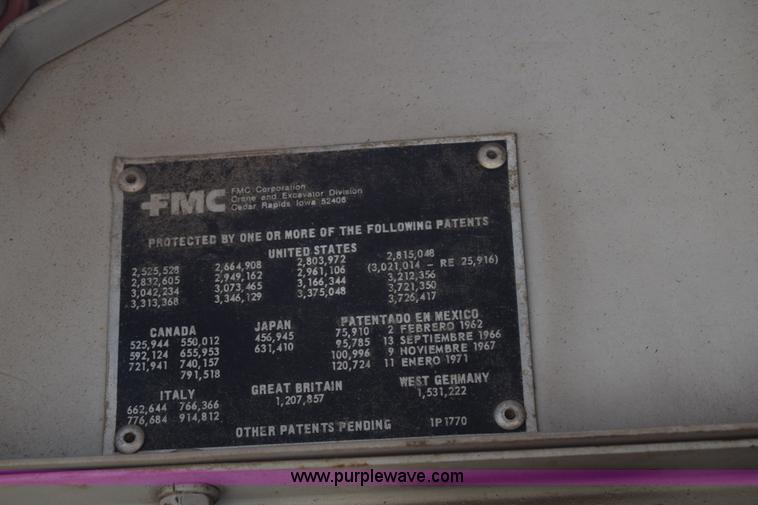 FMC
FMC Corporation
Crane and Excavator Division
Cedar Rapids Iowa 52406
PROTECTED BY ONE OR MORE OF THE FOLLOWING PATENTS
UNITED STATES
2,525,528 2,664,908 2,803,972 2,815,048
2,832,605 2,949,162 2,961,106 (3,021,014 - RE 25,916)
3,042,234 3,073,465 3,166,344 3,212,356
3,313,368 3,346,129 3,375,048 3,721,350
3,726,417
CANADA
525,944 550,012
592,124 655,953
721,941 740,157
791,518
JAPAN
456,945
631,410
PATENTADO EN MEXICO
75,910 2 FEBRERO 1962
95,785 13 SEPTIEMBRE 1966
100,996 9 NOVIEMBRE 1967
120,724 11 ENERO 1971
ITALY
662,644 766,366
776,684 914,812
GREAT BRITAIN
1,207,857
WEST GERMANY
1,531,222
OTHER PATENTS PENDING 1P1770
www.purplewave.com